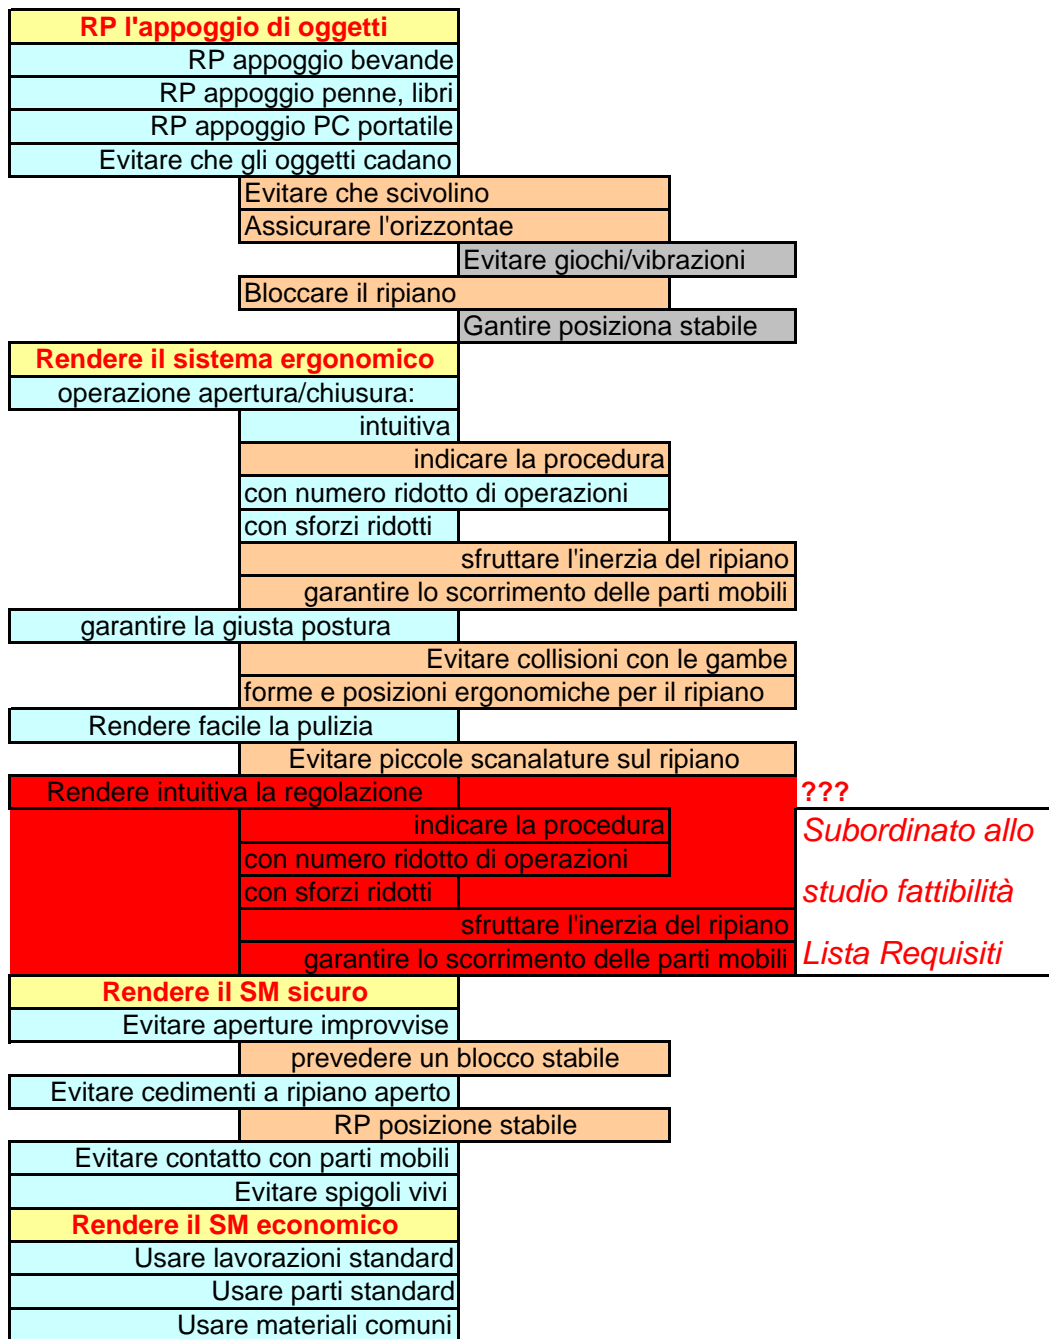 RP l'appoggio di oggetti
RP appoggio bevande
RP appoggio penne, libri
RP appoggio PC portatile
Evitare che gli oggetti cadano
Evitare che scivolino
Assicurare l'orizzontae
Evitare giochi/vibrazioni
Bloccare il ripiano
Gantire posiziona stabile
Rendere il sistema ergonomico
operazione apertura/chiusura:
intuitiva
indicare la procedura
con numero ridotto di operazioni
con sforzi ridotti
sfruttare l'inerzia del ripiano
garantire lo scorrimento delle parti mobili
garantire la giusta postura
Evitare collisioni con le gambe
forme e posizioni ergonomiche per il ripiano
Rendere facile la pulizia
Evitare piccole scanalature sul ripiano
Rendere intuitiva la regolazione ???
indicare la procedura
con numero ridotto di operazioni
con sforzi ridotti
sfruttare l'inerzia del ripiano
garantire lo scorrimento delle parti mobili
Subordinato allo
studio fattibilità
Lista Requisiti
Rendere il SM sicuro
Evitare aperture improvvise
prevedere un blocco stabile
Evitare cedimenti a ripiano aperto
RP posizione stabile
Evitare contatto con parti mobili
Evitare spigoli vivi
Rendere il SM economico
Usare lavorazioni standard
Usare parti standard
Usare materiali comuni